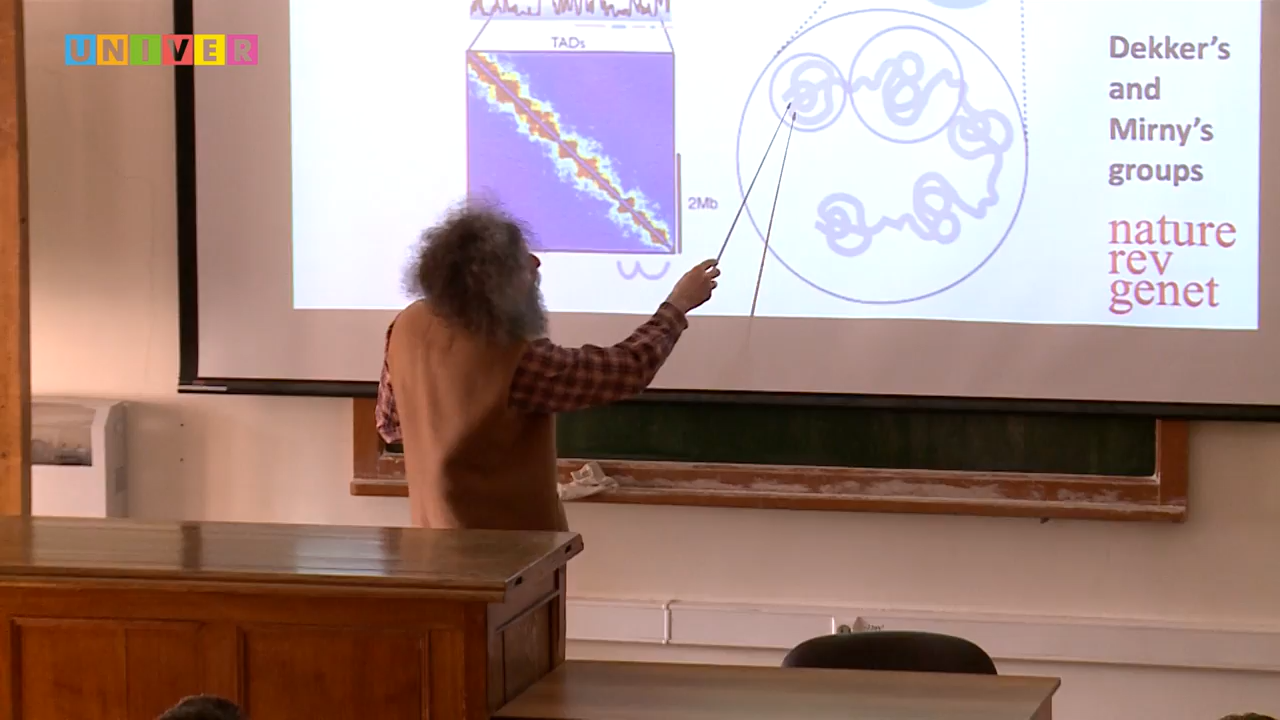 UNIVER
TADs
2Mb
Dekker's
and
Mirny's
groups
nature
rev
genet